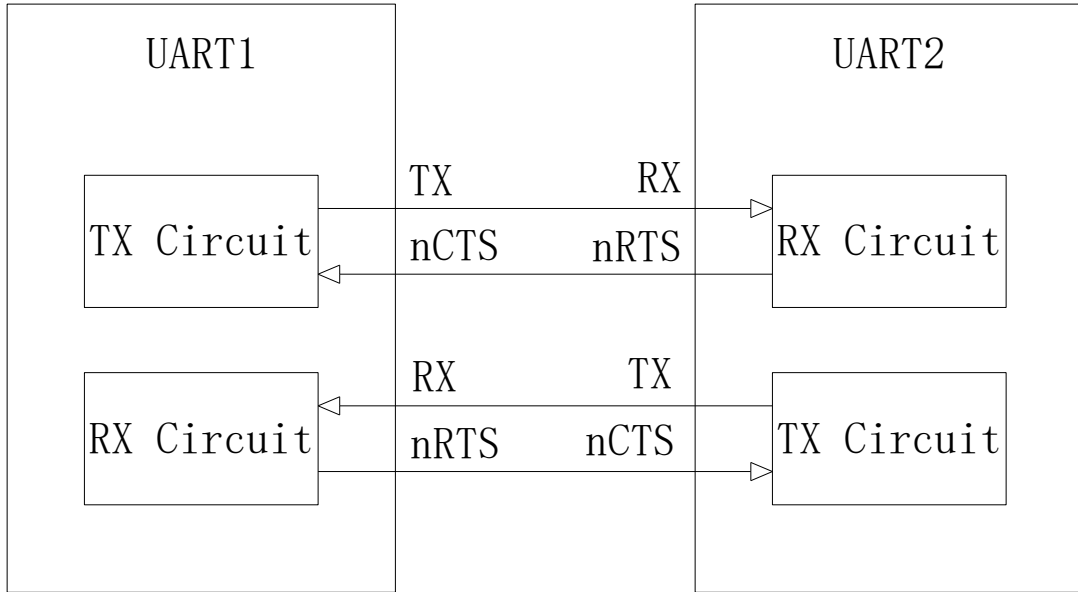 UART1
UART2
TX
RX
TX Circuit
nCTS
nRTS
RX Circuit
RX
TX
RX Circuit
nRTS
nCTS
TX Circuit